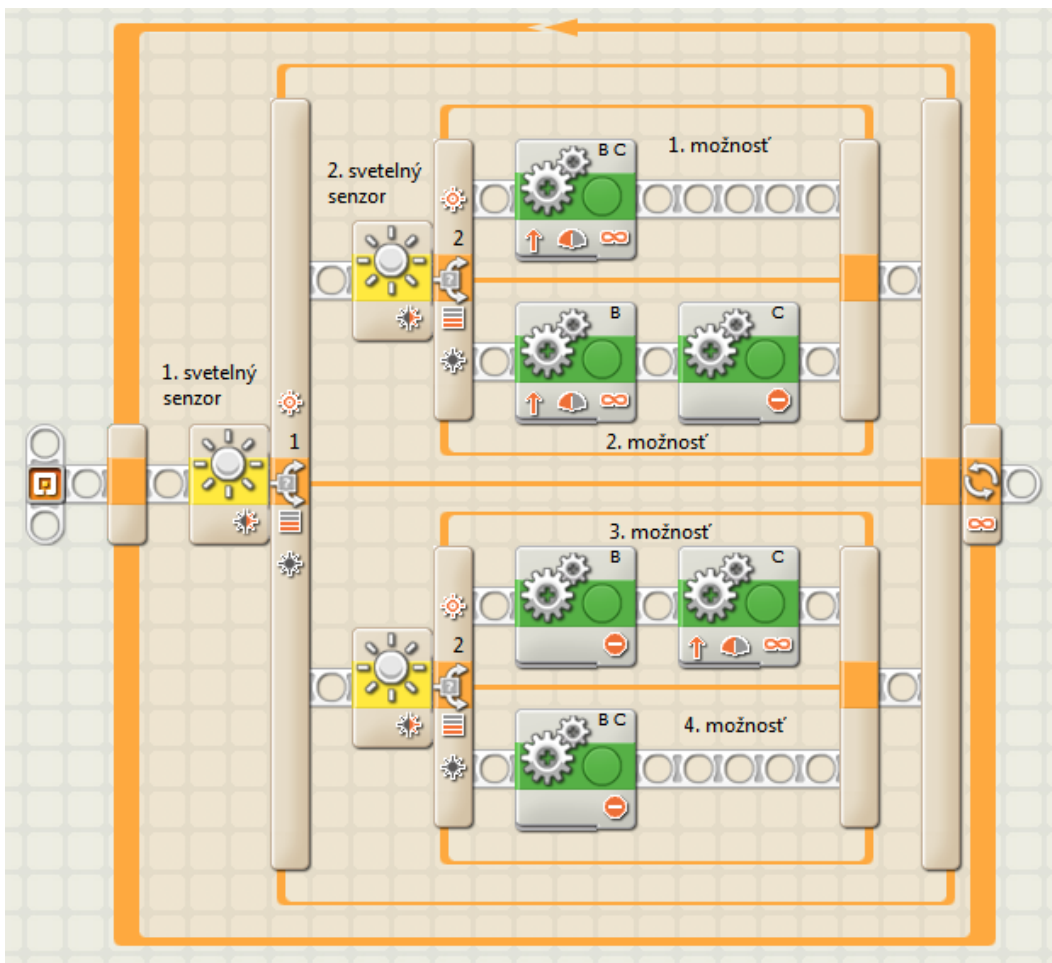 B C
1. možnosť
2. svetelný
senzor
2
B
C
1. svetelný
senzor
2. možnosť
1
3. možnosť
B
C
2
B C
4. možnosť